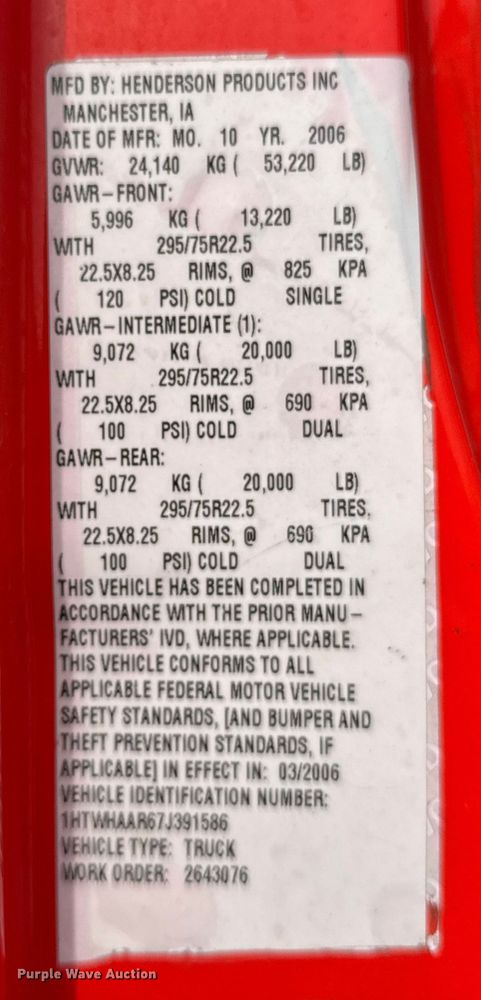 MFD BY: HENDERSON PRODUCTS INC
MANCHESTER, IA
DATE OF MFR: MO. 10 YR. 2006
GVWR: 24,140 KG ( 53,220 LB)
GAWR-FRONT:
5,996 KG ( 13,220 LB)
WITH 295/75R22.5 TIRES,
22.5X8.25 RIMS, @ 825 KPA
( 120 PSI) COLD SINGLE
GAWR-INTERMEDIATE (1):
9,072 KG ( 20,000 LB)
WITH 295/75R22.5 TIRES,
22.5X8.25 RIMS, @ 690 KPA
( 100 PSI) COLD DUAL
GAWR-REAR:
9,072 KG ( 20,000 LB)
WITH 295/75R22.5 TIRES,
22.5X8.25 RIMS, @ 690 KPA
( 100 PSI) COLD DUAL
THIS VEHICLE HAS BEEN COMPLETED IN
ACCORDANCE WITH THE PRIOR MANU-
FACTURERS' IVD, WHERE APPLICABLE.
THIS VEHICLE CONFORMS TO ALL
APPLICABLE FEDERAL MOTOR VEHICLE
SAFETY STANDARDS, [AND BUMPER AND
THEFT PREVENTION STANDARDS, IF
APPLICABLE] IN EFFECT IN: 03/2006
VEHICLE IDENTIFICATION NUMBER:
1HTWHAAR67J391586
VEHICLE TYPE: TRUCK
WORK ORDER: 2643076
Purple Wave Auction